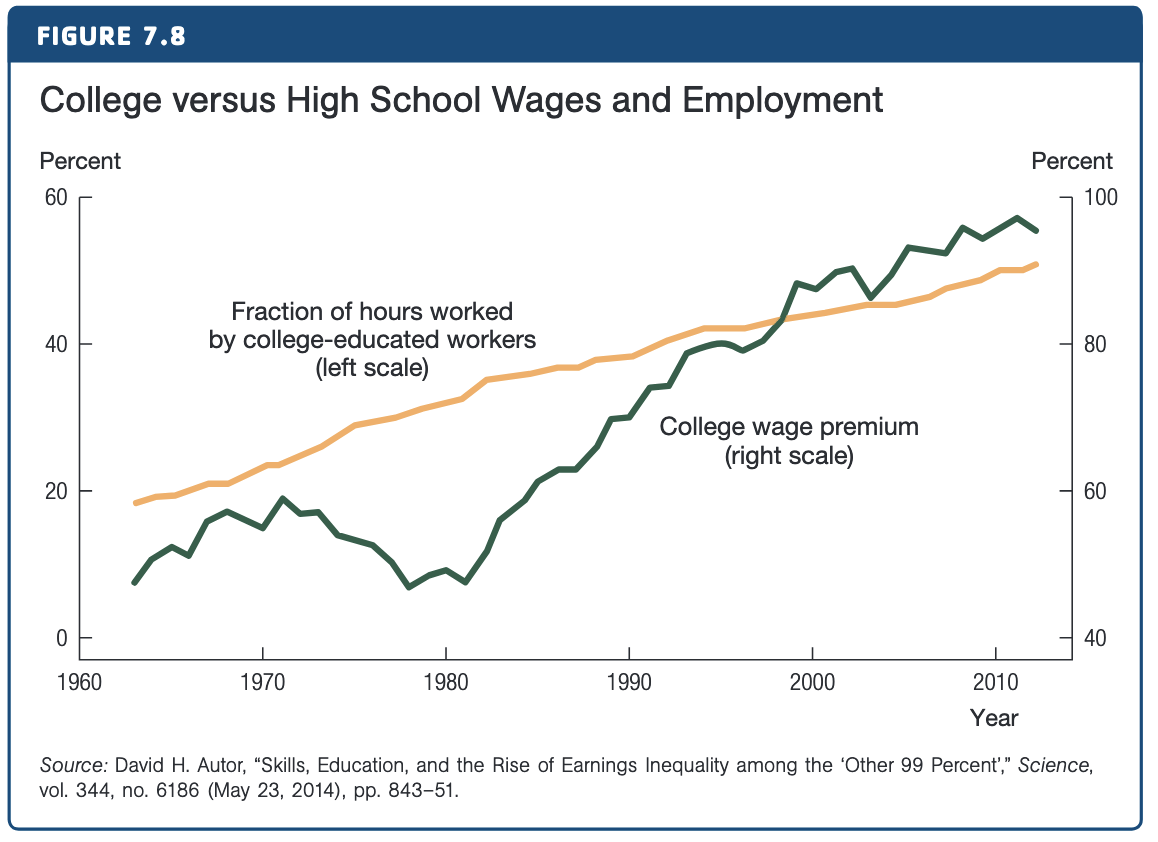 FIGURE 7.8
College versus High School Wages and Employment
Percent
Percent
60
100
Fraction of hours worked
by college-educated workers
(left scale)
40
80
College wage premium
(right scale)
20
60
0
40
1960
1970
1980
1990
2000
2010
Year
Source: David H. Autor, “Skills, Education, and the Rise of Earnings Inequality among the ‘Other 99 Percent’,” Science,
vol. 344, no. 6186 (May 23, 2014), pp. 843–51.